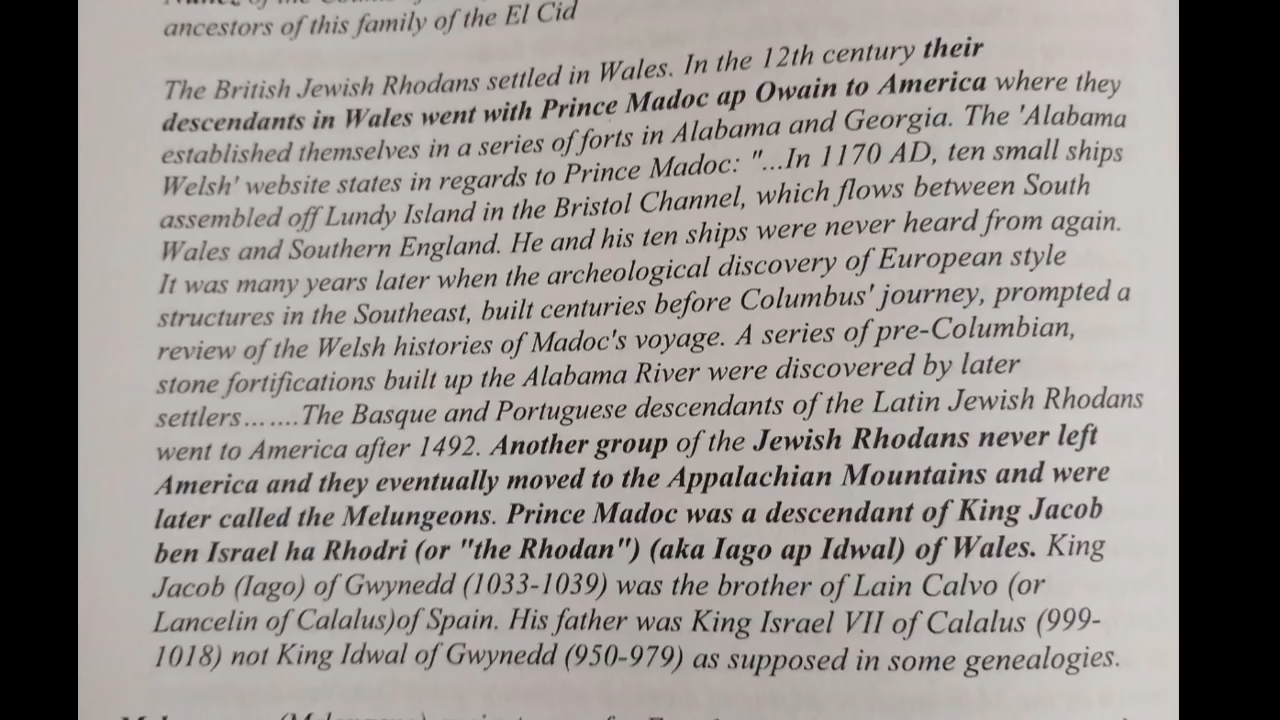 ancestors of this family of the El Cid
The British Jewish Rhodans settled in Wales. In the 12th century their
descendants in Wales went with Prince Madoc ap Owain to America where they
established themselves in a series of forts in Alabama and Georgia. The 'Alabama
Welsh' website states in regards to Prince Madoc: "...In 1170 AD, ten small ships
assembled off Lundy Island in the Bristol Channel, which flows between South
Wales and Southern England. He and his ten ships were never heard from again.
It was many years later when the archeological discovery of European style
structures in the Southeast, built centuries before Columbus' journey, prompted a
review of the Welsh histories of Madoc's voyage. A series of pre-Columbian,
stone fortifications built up the Alabama River were discovered by later
settlers.......The Basque and Portuguese descendants of the Latin Jewish Rhodans
went to America after 1492. Another group of the Jewish Rhodans never left
America and they eventually moved to the Appalachian Mountains and were
later called the Melungeons. Prince Madoc was a descendant of King Jacob
ben Israel ha Rhodri (or "the Rhodan") (aka Iago ap Idwal) of Wales. King
Jacob (Iago) of Gwynedd (1033-1039) was the brother of Lain Calvo (or
Lancelin of Calalus)of Spain. His father was King Israel VII of Calalus (999-
1018) not King Idwal of Gwynedd (950-979) as supposed in some genealogies.